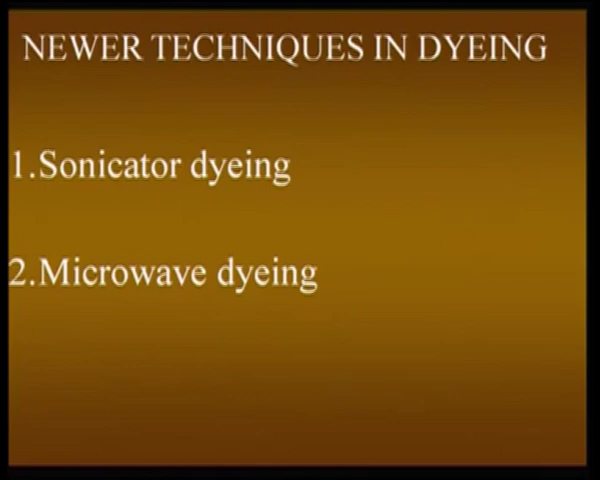 NEWER TECHNIQUES IN DYEING
1.Sonicator dyeing
2.Microwave dyeing